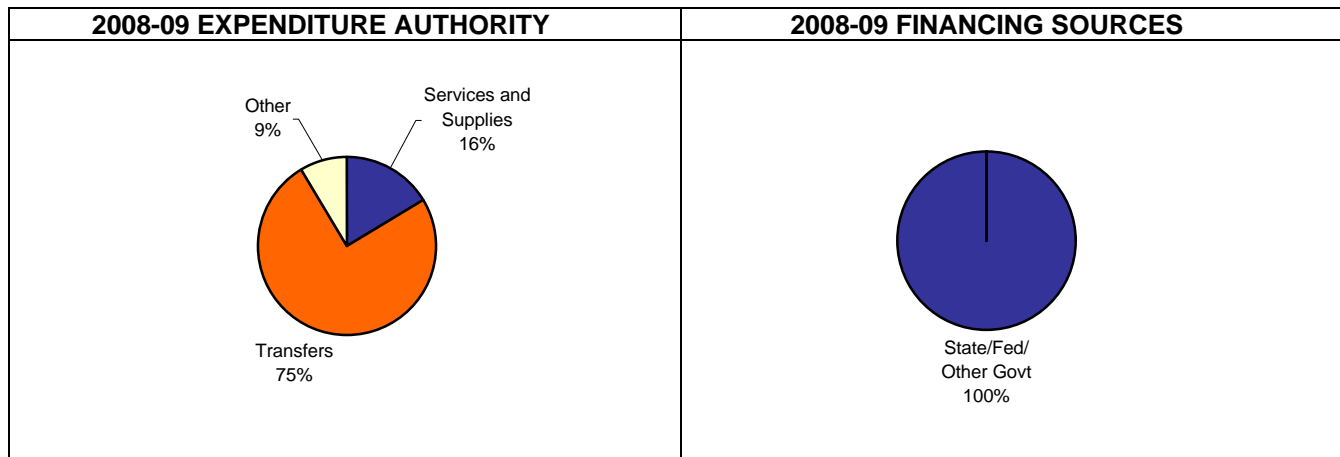 2008-09 EXPENDITURE AUTHORITY
2008-09 FINANCING SOURCES
Other
9%
Services and
Supplies
16%
Transfers
75%
State/Fed/
Other Govt
100%